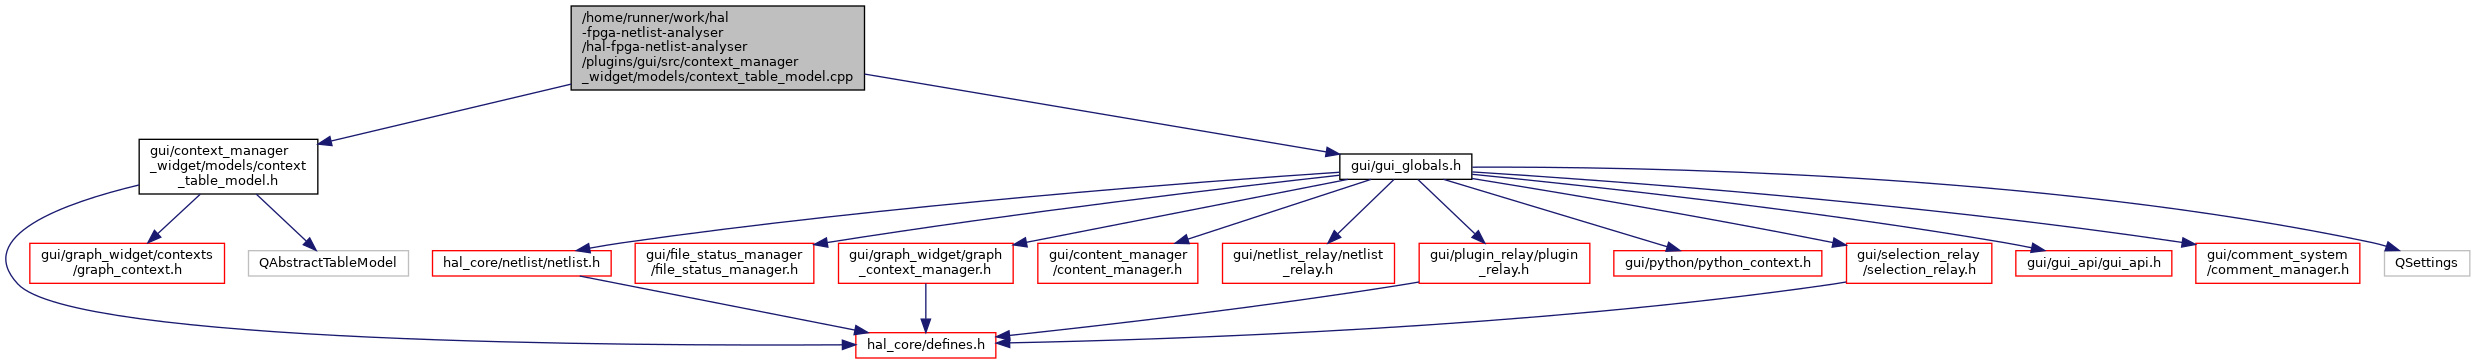 /home/runner/work/hal
-fpga-netlist-analyser
/hal-fpga-netlist-analyser
/plugins/gui/src/context_manager
_widget/models/context_table_model.cpp
gui/context_manager
_widget/models/context
_table_model.h
gui/gui_globals.h
gui/graph_widget/contexts
/graph_context.h
QAbstractTableModel
hal_core/netlist/netlist.h
gui/file_status_manager
/file_status_manager.h
gui/graph_widget/graph
_context_manager.h
gui/content_manager
/content_manager.h
gui/netlist_relay/netlist
_relay.h
gui/plugin_relay/plugin
_relay.h
gui/python/python_context.h
gui/selection_relay
/selection_relay.h
gui/gui_api/gui_api.h
gui/comment_system
/comment_manager.h
QSettings
hal_core/defines.h